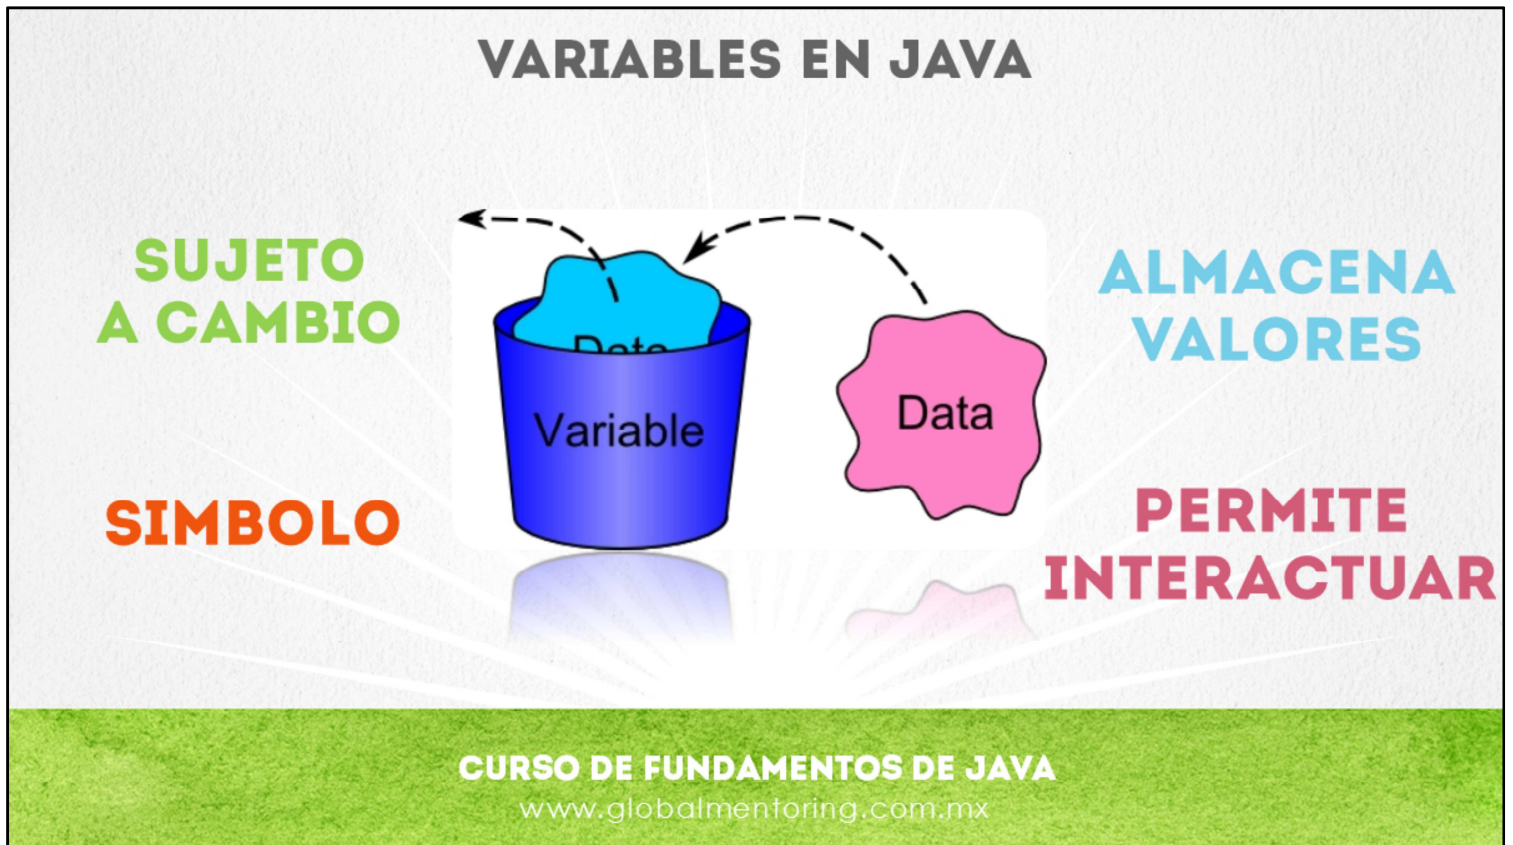 VARIABLES EN JAVA
SUJETO
A CAMBIO
ALMACENA
VALORES
Data
Variable
Data
SIMBOLO
PERMITE
INTERACTUAR
CURSO DE FUNDAMENTOS DE JAVA
www.globalmentoring.com.mx